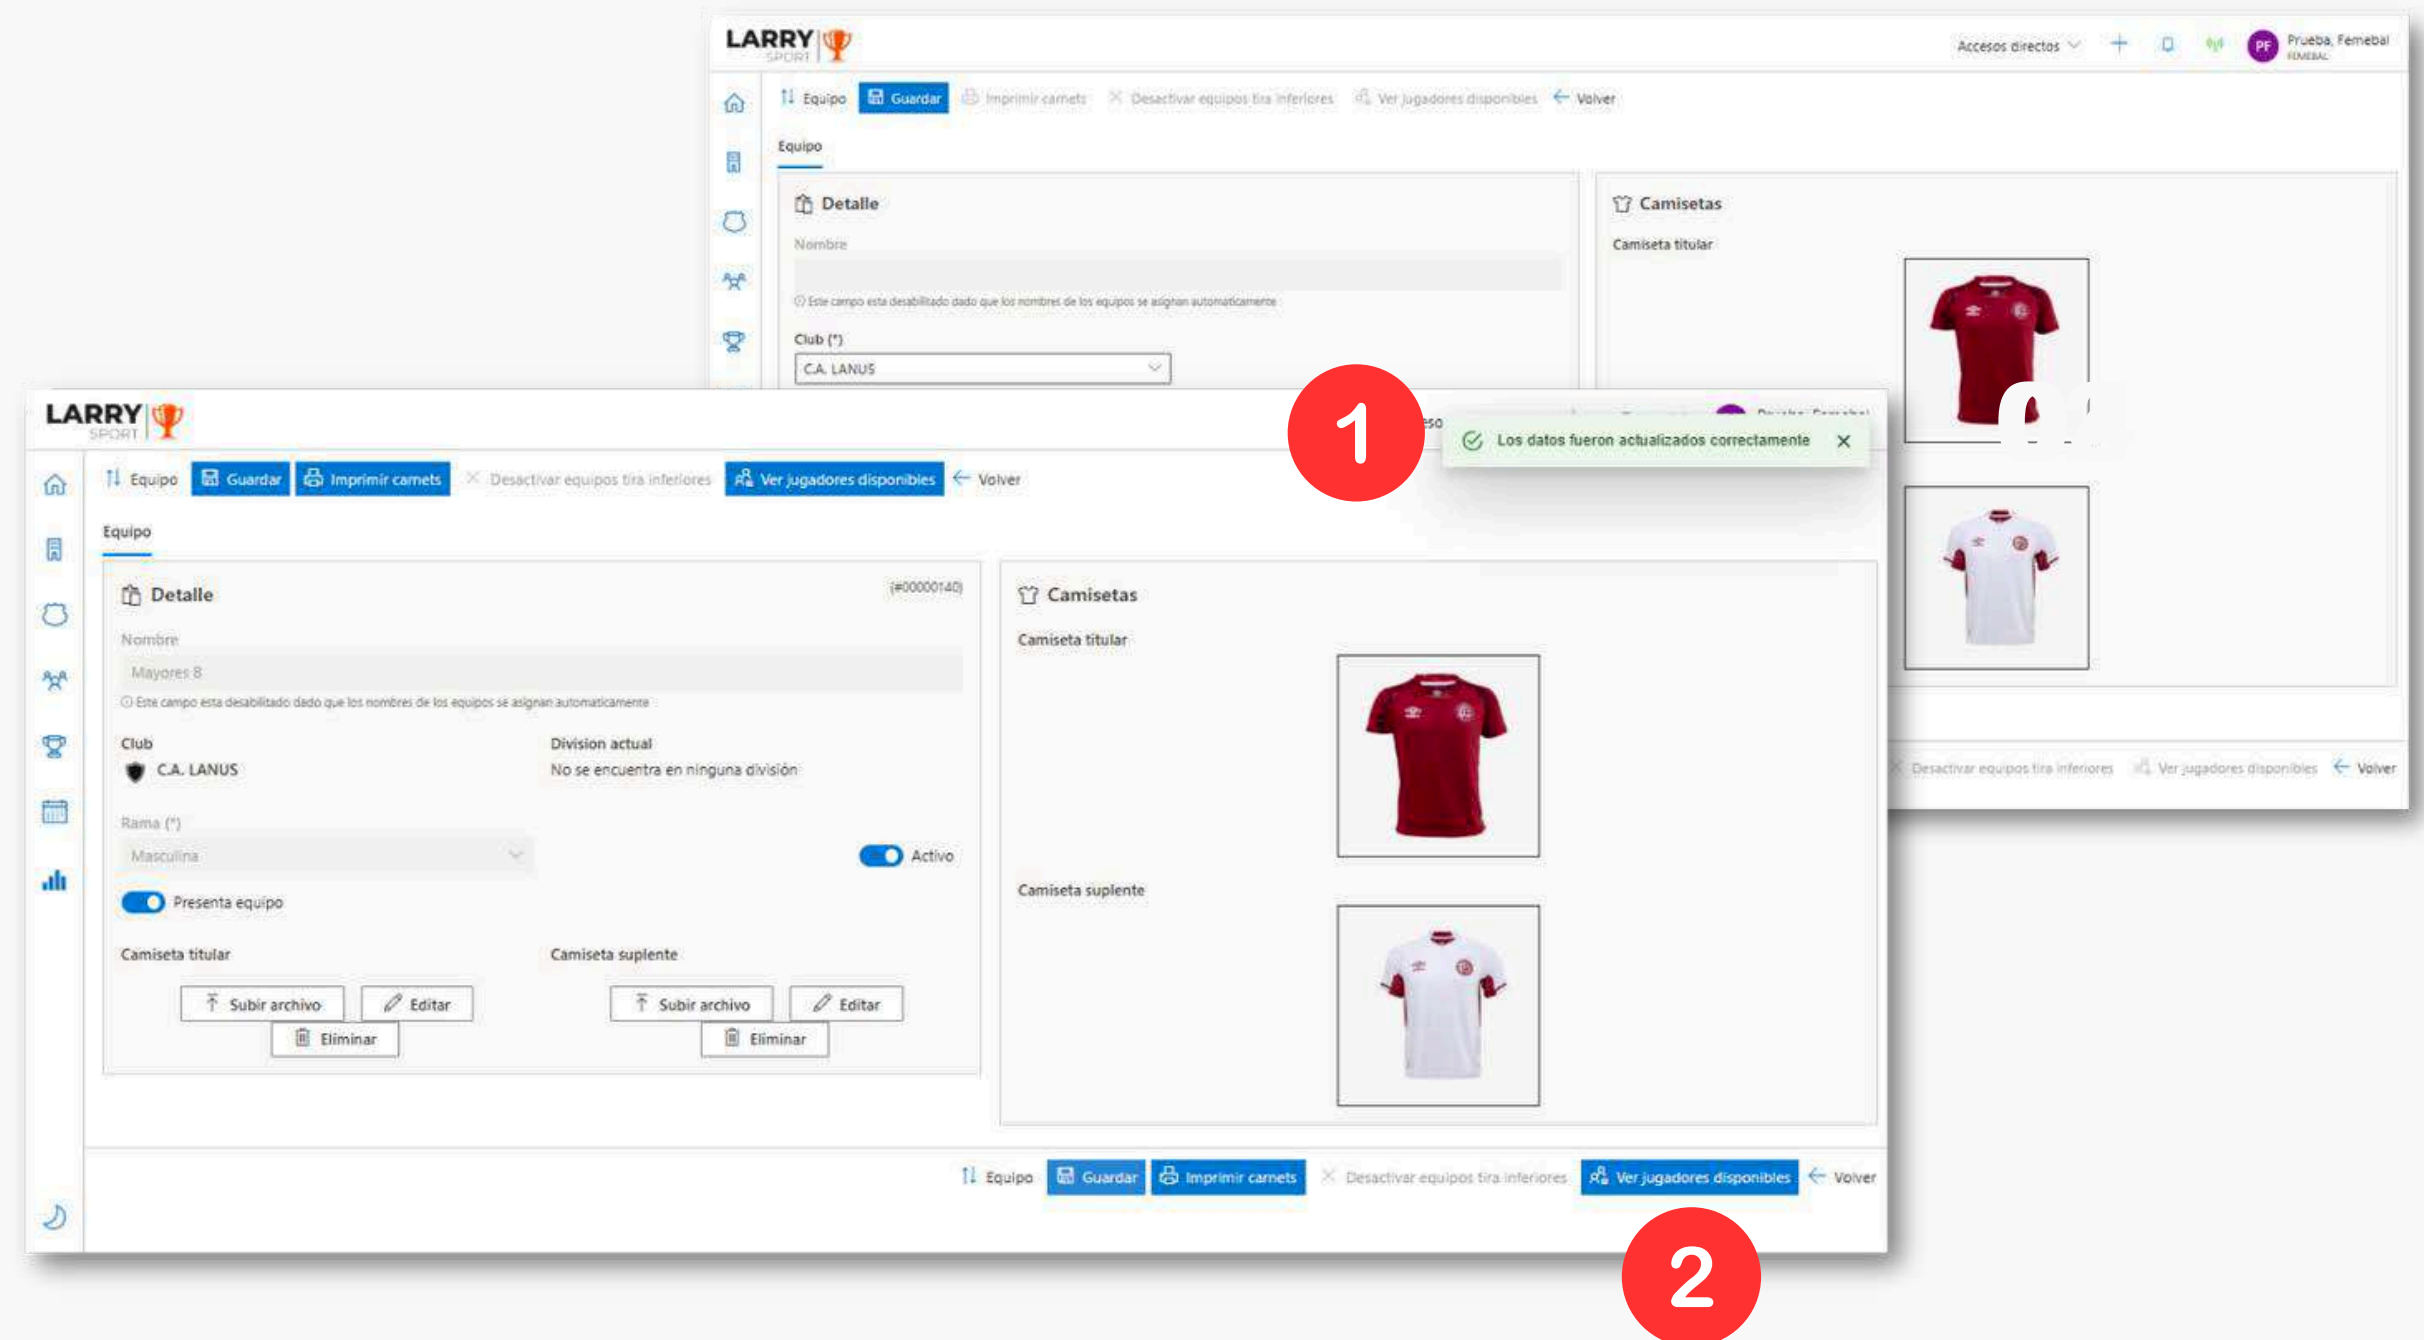 LARRY
SPORT
Accesos directos
PF
Prueba, Femebal
FEMEBAL
Equipo
Guardar
Imprimir carnets
Desactivar equipos tira inferiores
Ver jugadores disponibles
Volver
Equipo
Detalle
Nombre
Este campo esta desabilitado dado que los nombres de los equipos se asignan automaticamente
Club (*)
C.A. LANUS
Camisetas
Camiseta titular
Desactivar equipos tira inferiores
Ver jugadores disponibles
Volver
LARRY
SPORT
1
Los datos fueron actualizados correctamente
Equipo
Guardar
Imprimir carnets
Desactivar equipos tira inferiores
Ver jugadores disponibles
Volver
Equipo
Detalle
(#00000140)
Nombre
Mayores B
Este campo esta desabilitado dado que los nombres de los equipos se asignan automaticamente
Club
C.A. LANUS
Division actual
No se encuentra en ninguna división
Rama (*)
Masculina
Activo
Presenta equipo
Camiseta titular
Subir archivo
Editar
Eliminar
Camiseta suplente
Subir archivo
Editar
Eliminar
Camisetas
Camiseta titular
Camiseta suplente
Equipo
Guardar
Imprimir carnets
Desactivar equipos tira inferiores
Ver jugadores disponibles
Volver
2